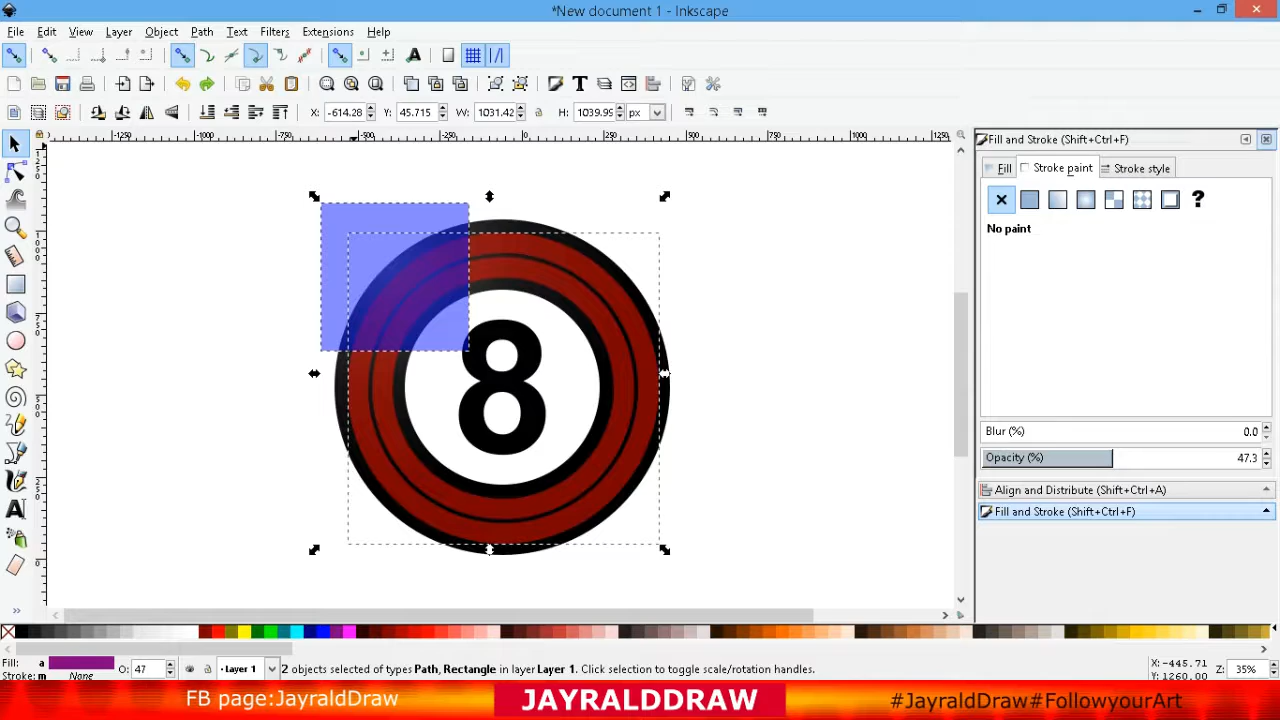 *New document 1 - Inkscape
File Edit View Layer Object Path Text Filters Extensions Help
X: -614.28 Y: 45.715 W: 1031.42 H: 1039.99 px
Fill and Stroke (Shift+Ctrl+F)
Fill Stroke paint Stroke style
?
No paint
8
Blur (%) 0.0
Opacity (%) 47.3
Align and Distribute (Shift+Ctrl+A)
Fill and Stroke (Shift+Ctrl+F)
Fill: a O: 47 Layer 1 2 objects selected of types Path, Rectangle in layer Layer 1. Click selection to toggle scale/rotation handles. X: -445.71 Z: 35%
Stroke: m None Y: 1260.00
FB page:JayraldDraw JAYRALDDRAW #JayraldDraw#FollowyourArt